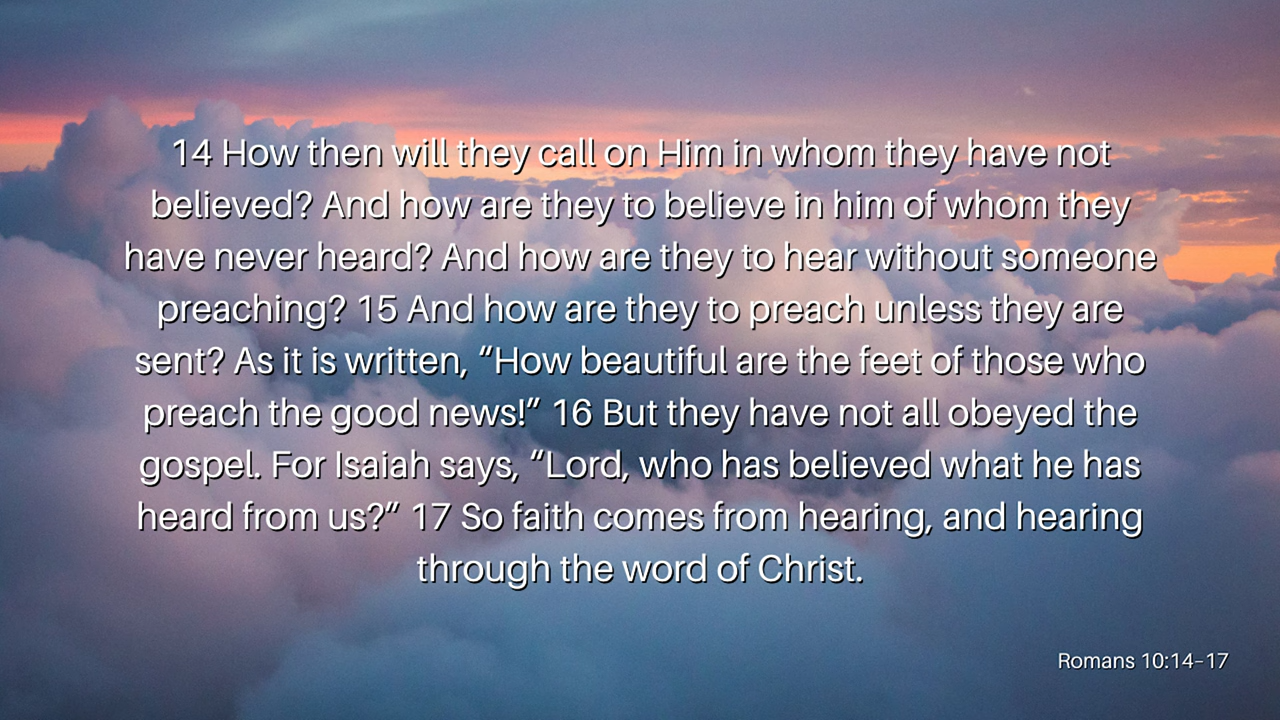 14 How then will they call on Him in whom they have not
believed? And how are they to believe in him of whom they
have never heard? And how are they to hear without someone
preaching? 15 And how are they to preach unless they are
sent? As it is written, “How beautiful are the feet of those who
preach the good news!” 16 But they have not all obeyed the
gospel. For Isaiah says, “Lord, who has believed what he has
heard from us?” 17 So faith comes from hearing, and hearing
through the word of Christ.
Romans 10:14–17